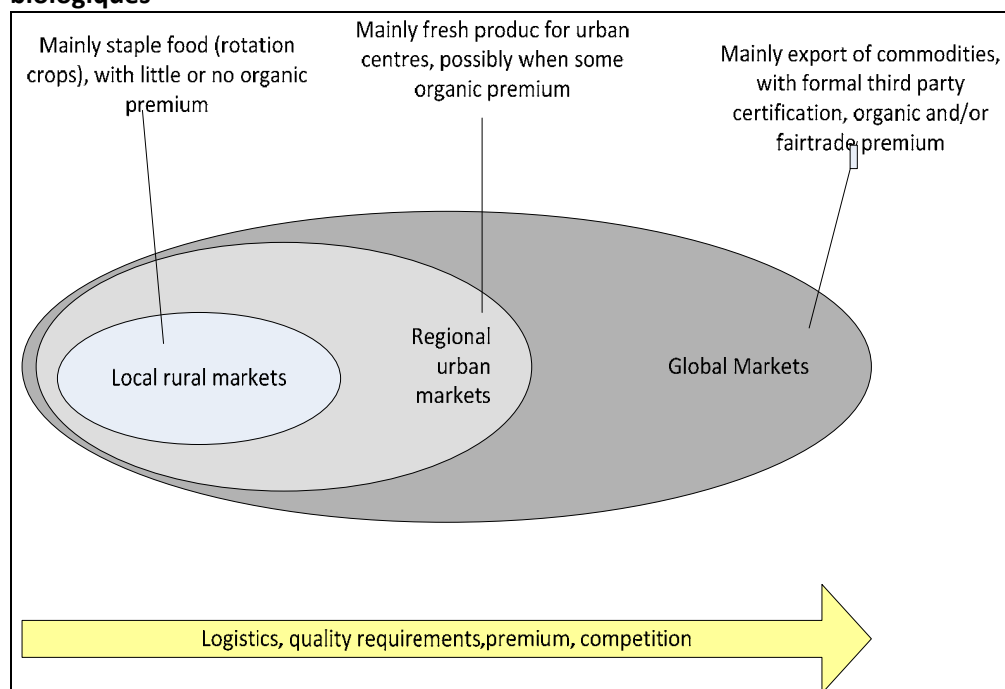 biologiques
Mainly staple food (rotation
crops), with little or no organic
premium
Mainly fresh produc for urban
centres, possibly when some
organic premium
Mainly export of commodities,
with formal third party
certification, organic and/or
fairtrade premium
Local rural markets
Regional
urban
markets
Global Markets
Logistics, quality requirements,premium, competition